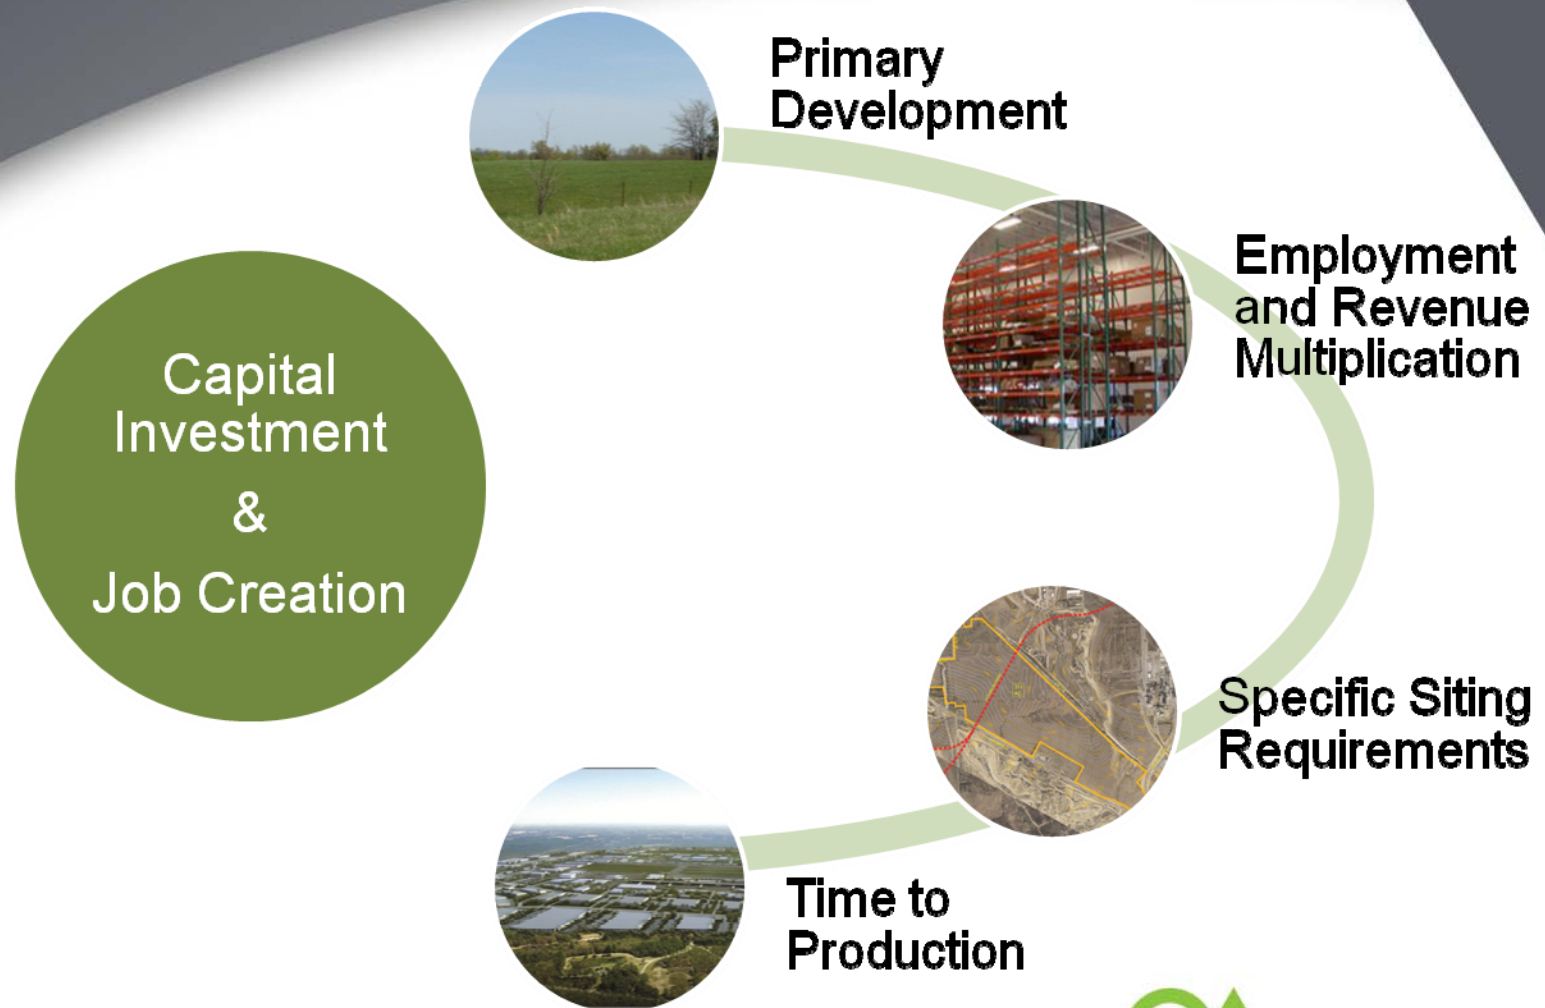 Primary
Development
Employment
and Revenue
Multiplication
Capital
Investment
&
Job Creation
Specific Siting
Requirements
Time to
Production